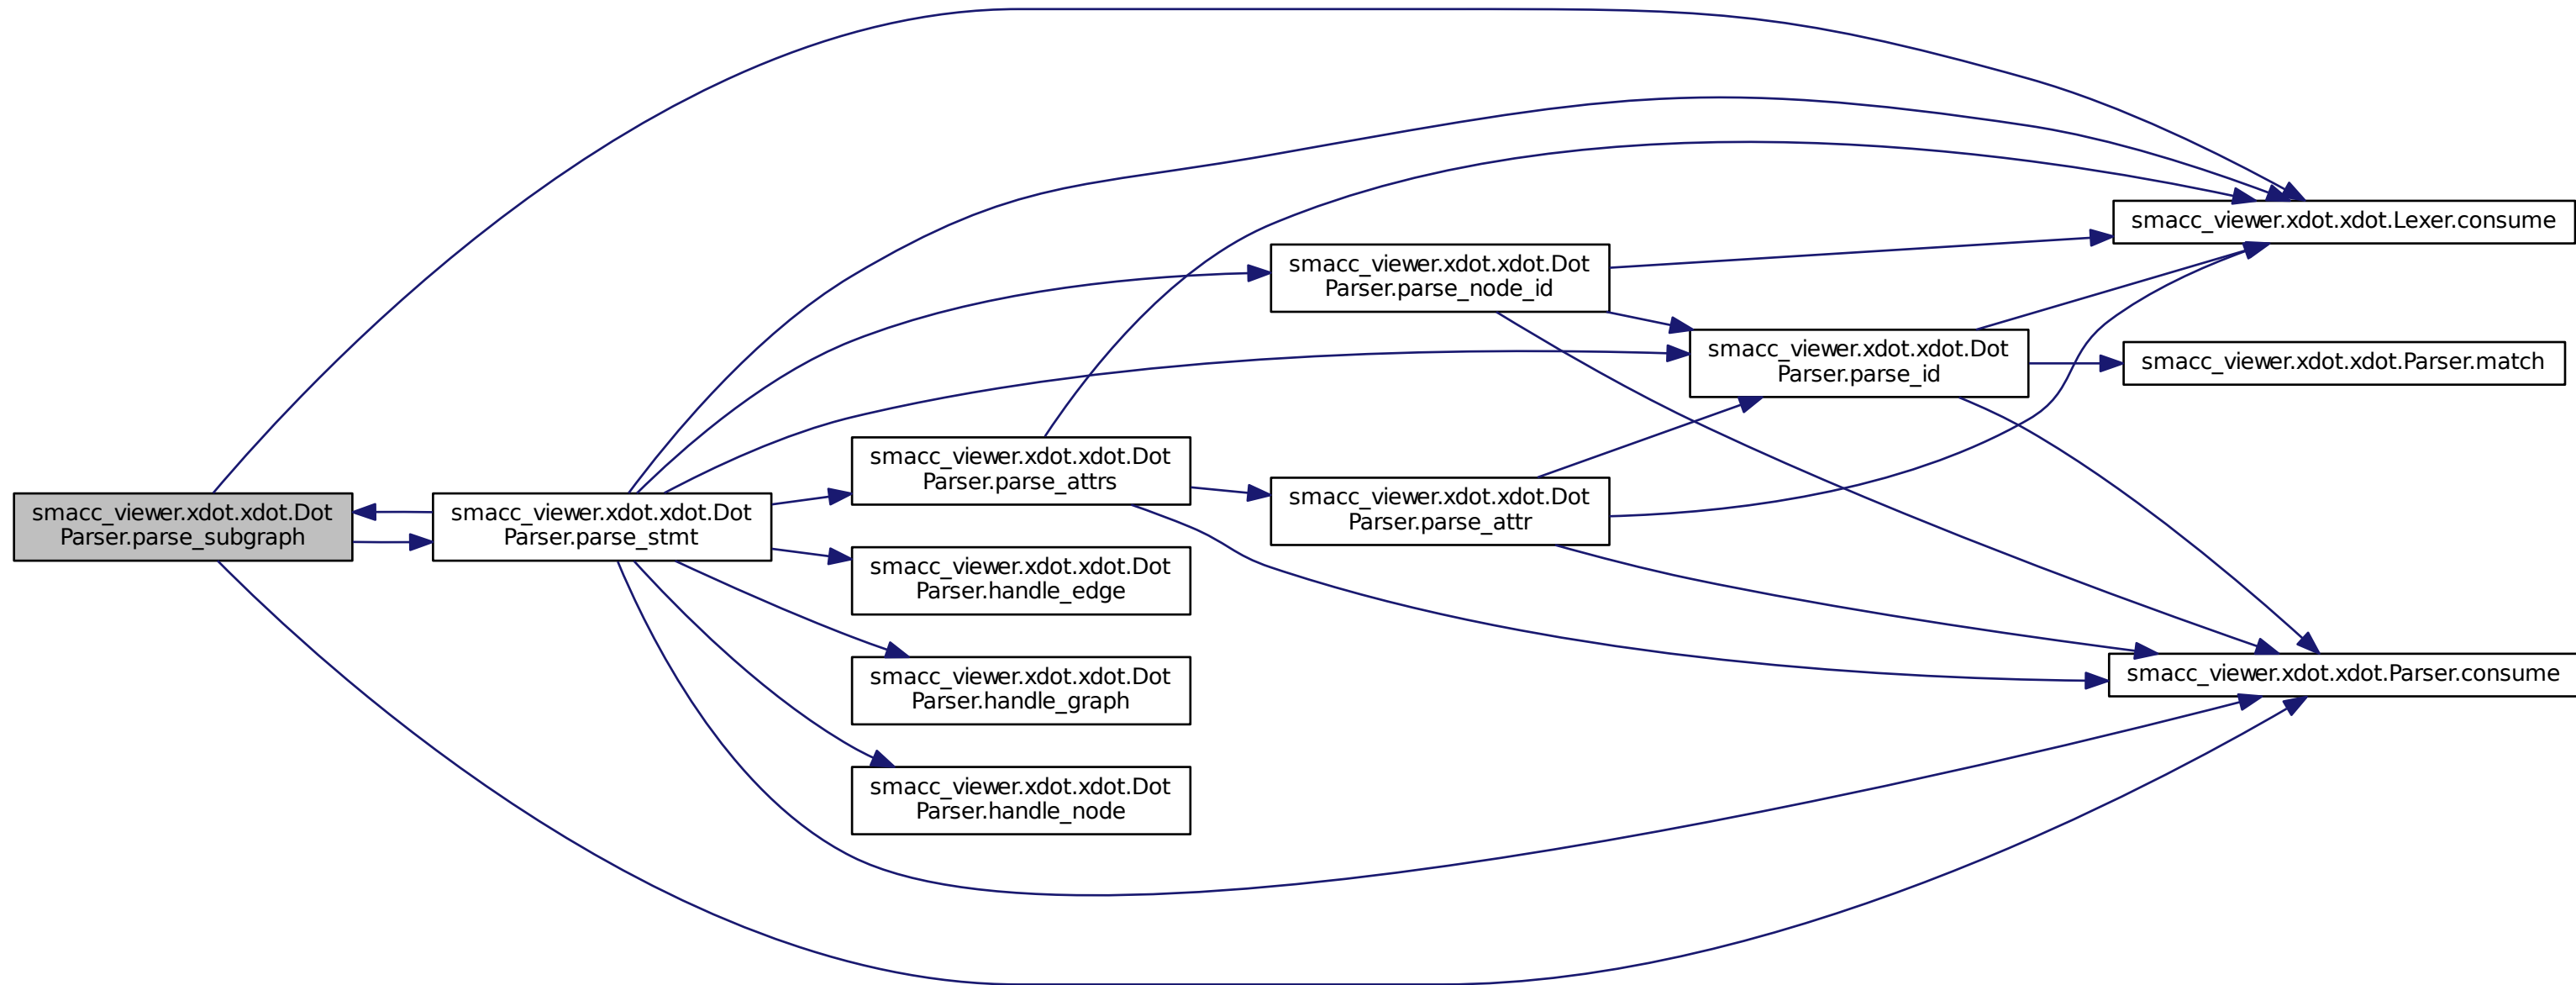 smacc_viewer.xdot.xdot.Dot
Parser.parse_subgraph
smacc_viewer.xdot.xdot.Dot
Parser.parse_stmt
smacc_viewer.xdot.xdot.Dot
Parser.parse_attrs
smacc_viewer.xdot.xdot.Dot
Parser.handle_edge
smacc_viewer.xdot.xdot.Dot
Parser.handle_graph
smacc_viewer.xdot.xdot.Dot
Parser.handle_node
smacc_viewer.xdot.xdot.Dot
Parser.parse_node_id
smacc_viewer.xdot.xdot.Dot
Parser.parse_attr
smacc_viewer.xdot.xdot.Dot
Parser.parse_id
smacc_viewer.xdot.xdot.Lexer.consume
smacc_viewer.xdot.xdot.Parser.match
smacc_viewer.xdot.xdot.Parser.consume